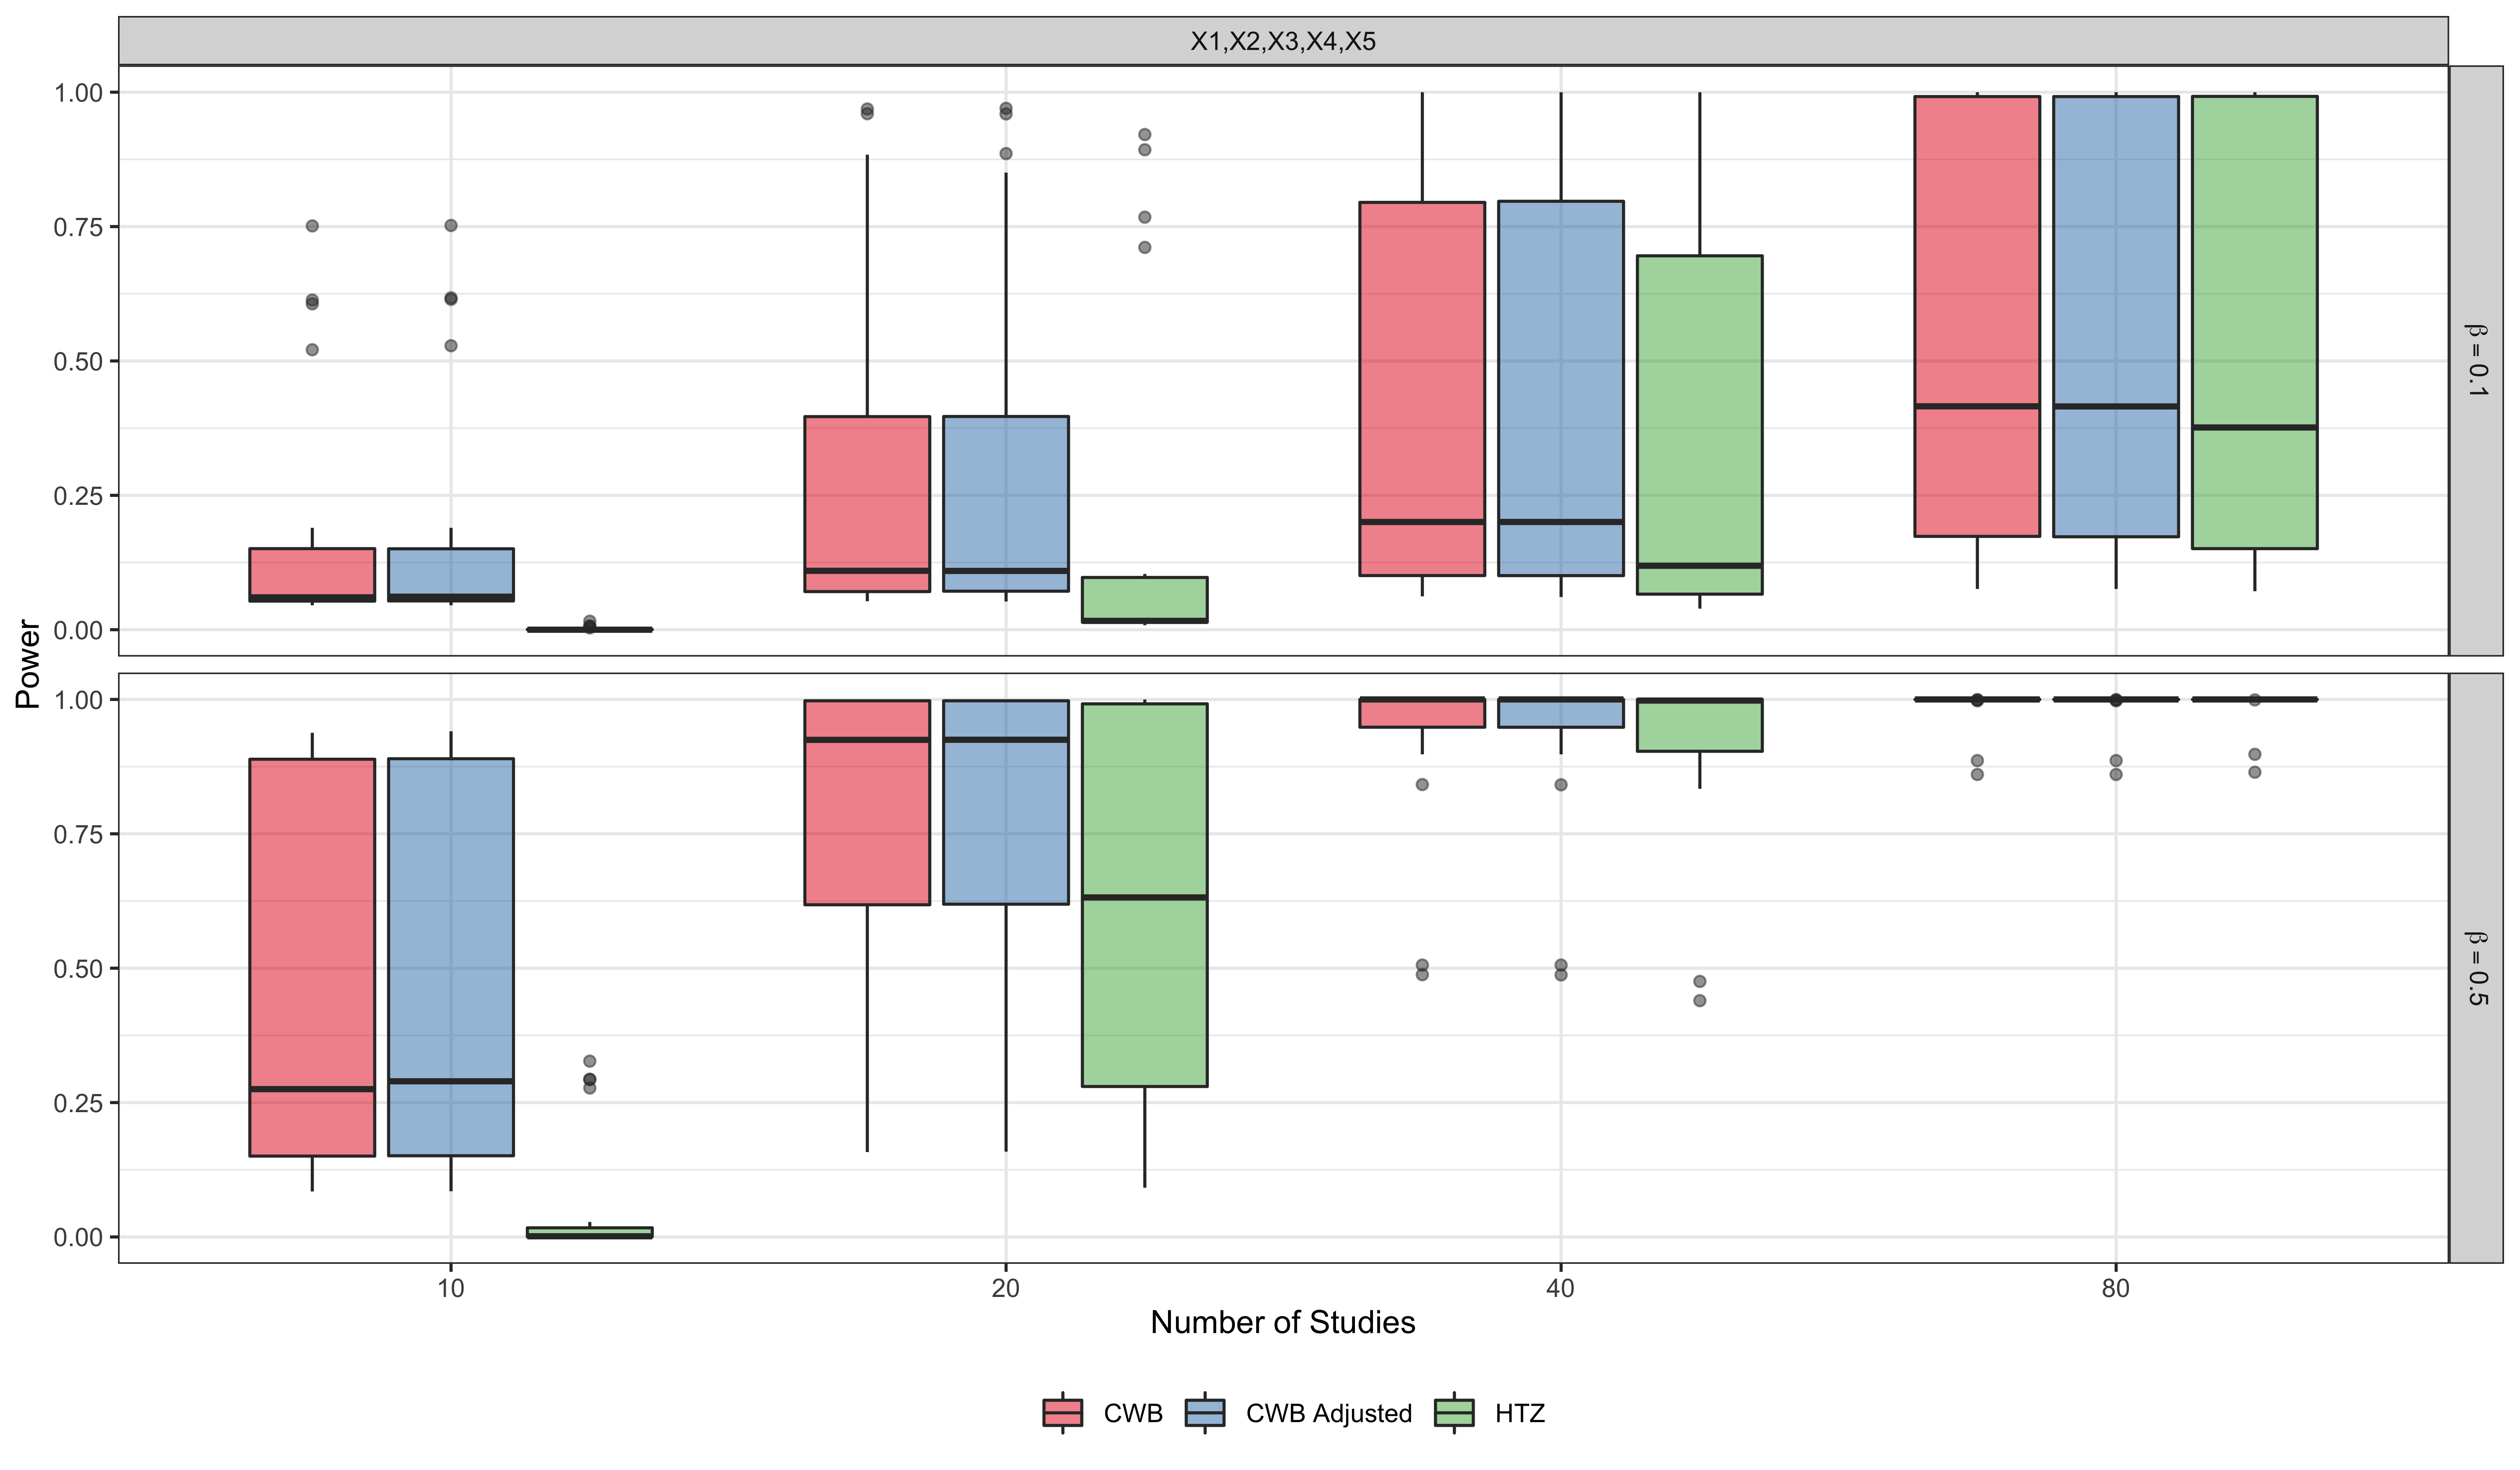 X1,X2,X3,X4,X5
1.00
0.75
0.50
0.25
0.00
β = 0.1
Power
1.00
0.75
0.50
0.25
0.00
β = 0.5
10 20 40 80
Number of Studies
CWB CWB Adjusted HTZ